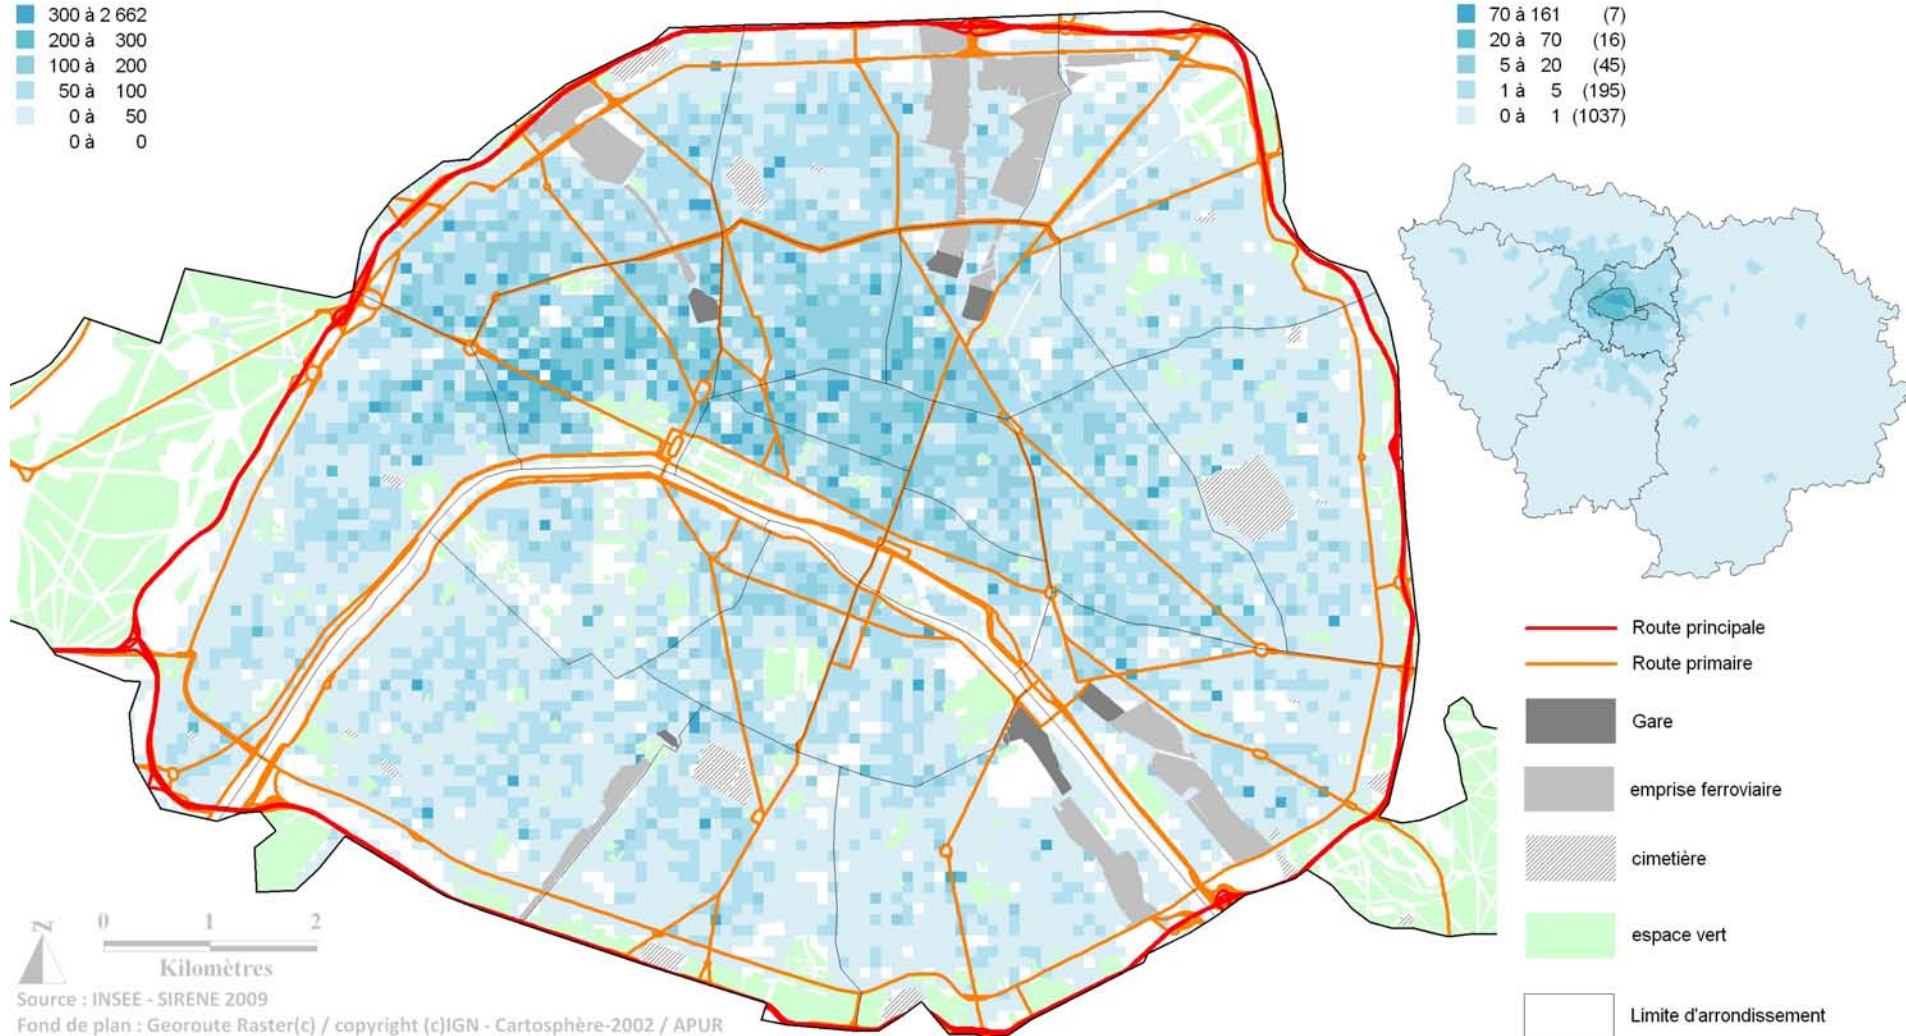 300 à 2 662
200 à 300
100 à 200
50 à 100
0 à 50
0 à 0
70 à 161 (7)
20 à 70 (16)
5 à 20 (45)
1 à 5 (195)
0 à 1 (1037)
Route principale
Route primaire
Gare
emprise ferroviaire
cimetière
espace vert
Limite d'arrondissement
N
0 1 2
Kilomètres
Source : INSEE - SIRENE 2009
Fond de plan : Georoute Raster(c) / copyright (c)IGN - Cartosphère-2002 / APUR